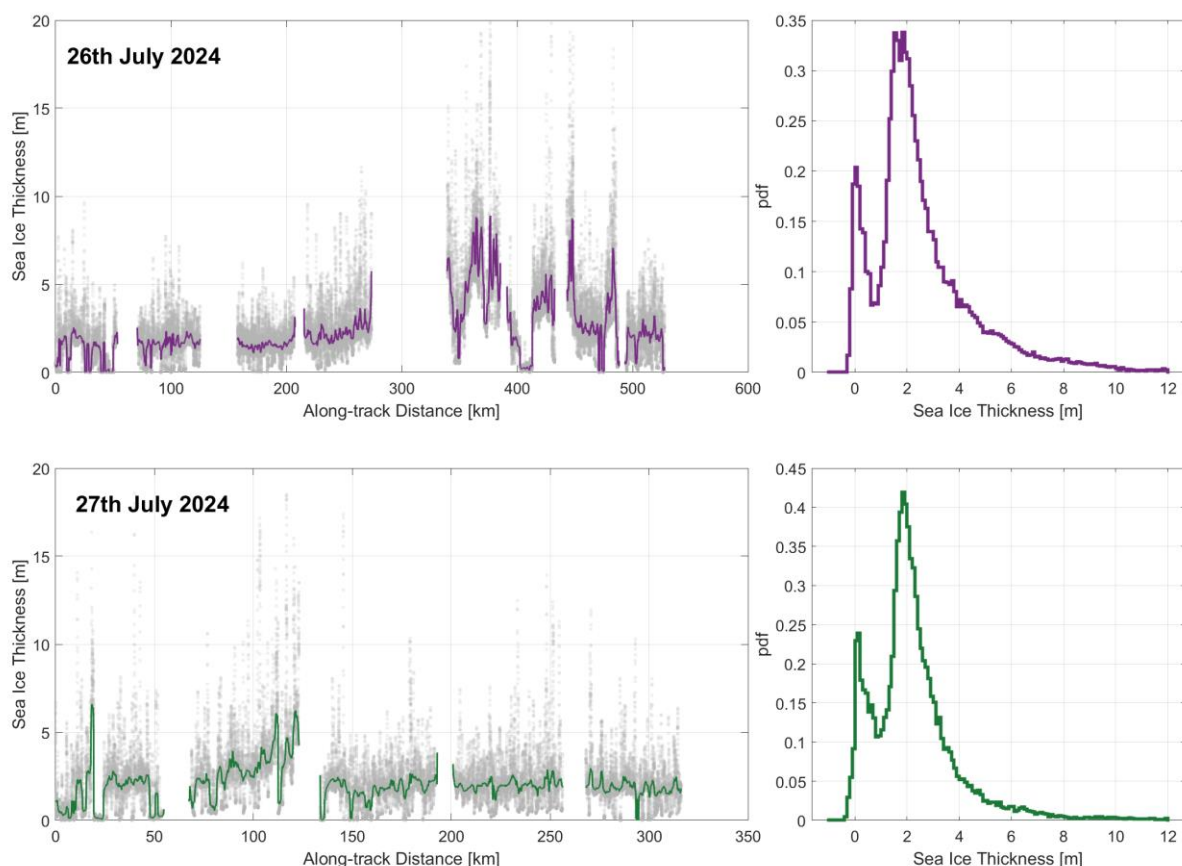 26th July 2024
Sea Ice Thickness [m]
20
15
10
5
0
0 100 200 300 400 500 600
Along-track Distance [km]
pdf
0.35
0.3
0.25
0.2
0.15
0.1
0.05
0
0 2 4 6 8 10 12
Sea Ice Thickness [m]
27th July 2024
Sea Ice Thickness [m]
20
15
10
5
0
0 50 100 150 200 250 300 350
Along-track Distance [km]
pdf
0.45
0.4
0.35
0.3
0.25
0.2
0.15
0.1
0.05
0
0 2 4 6 8 10 12
Sea Ice Thickness [m]